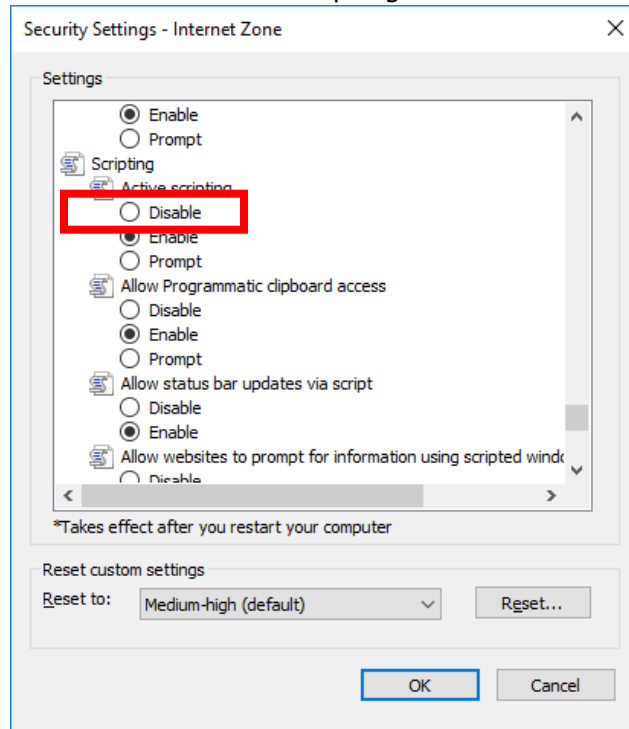 Security Settings - Internet Zone
Settings
Enable
Prompt
Scripting
Active scripting
Disable
Enable
Prompt
Allow Programmatic clipboard access
Disable
Enable
Prompt
Allow status bar updates via script
Disable
Enable
Allow websites to prompt for information using scripted windo
Disable
*Takes effect after you restart your computer
Reset custom settings
Reset to: Medium-high (default) Reset...
OK Cancel